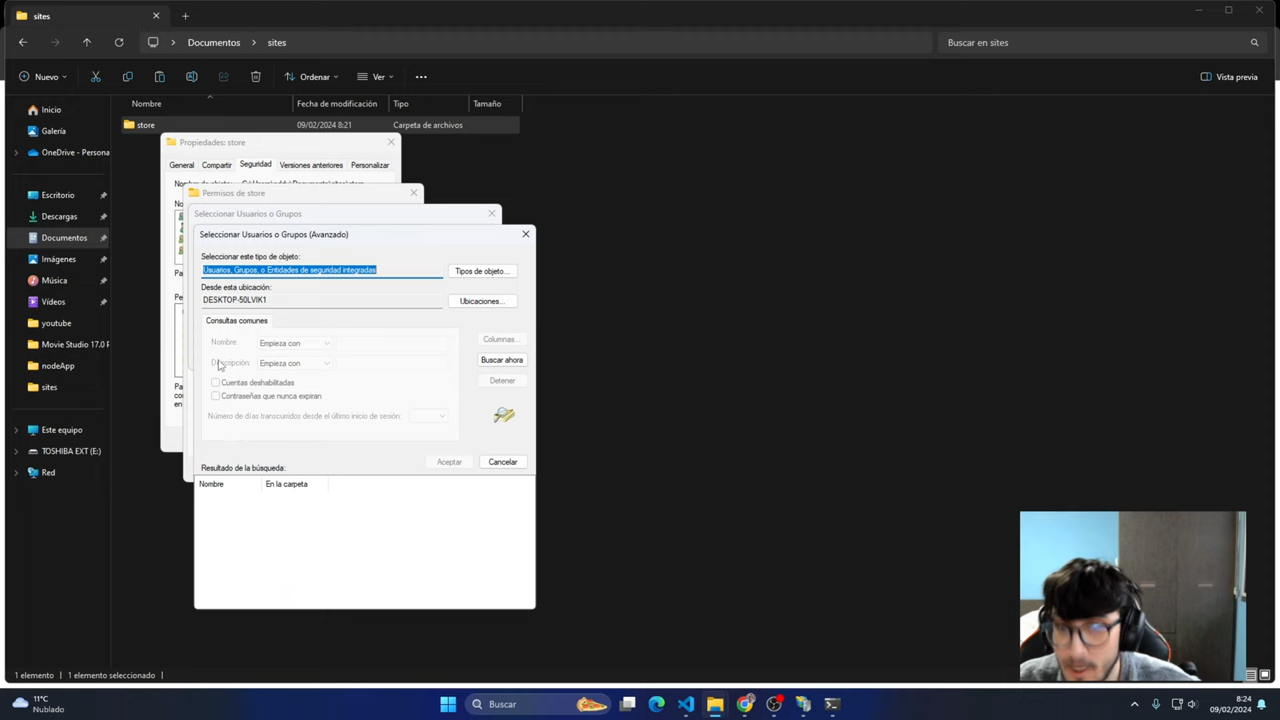 sites
Documentos
sites
Buscar en sites
Nuevo
Ordenar
Ver
Vista previa
Inicio
Galería
OneDrive - Persona
Escritorio
Descargas
Documentos
Imágenes
Música
Vídeos
youtube
Movie Studio 17.0 P
nodeApp
sites
Este equipo
TOSHIBA EXT (E:)
Red
Nombre
Fecha de modificación
Tipo
Tamaño
store
09/02/2024 8:21
Carpeta de archivos
Propiedades: store
General
Compartir
Seguridad
Versiones anteriores
Personalizar
Permisos de store
Seleccionar Usuarios o Grupos
Seleccionar Usuarios o Grupos (Avanzado)
Seleccionar este tipo de objeto:
Usuarios, Grupos, o Entidades de seguridad integradas
Tipos de objeto...
Desde esta ubicación:
DESKTOP-50LVIK1
Ubicaciones...
Consultas comunes
Nombre:
Empieza con
Columnas...
Descripción:
Empieza con
Buscar ahora
Cuentas deshabilitadas
Detener
Contraseñas que nunca expiran
Número de días transcurridos desde el último inicio de sesión:
Aceptar
Cancelar
Resultado de la búsqueda:
Nombre
En la carpeta
1 elemento
1 elemento seleccionado
11°C
Nublado
Buscar
8:24
09/02/2024